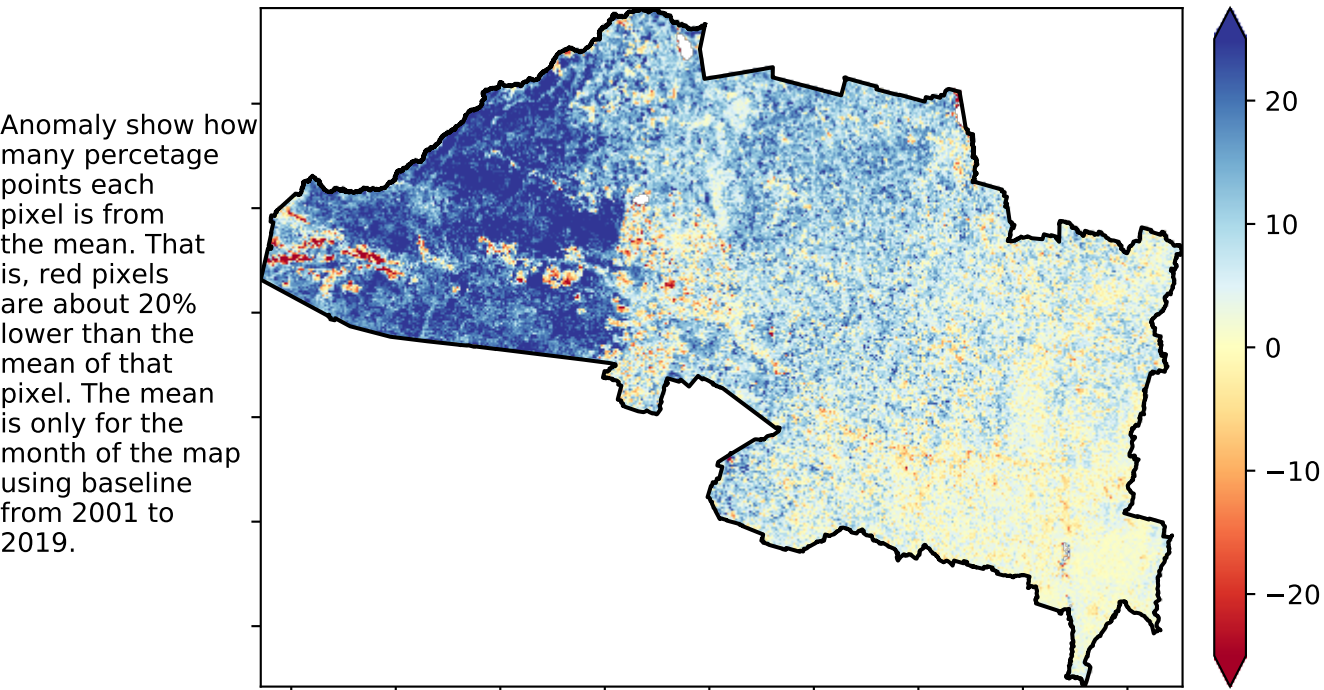 Anomaly show how
many percetage
points each
pixel is from
the mean. That
is, red pixels
are about 20%
lower than the
mean of that
pixel. The mean
is only for the
month of the map
using baseline
from 2001 to
2019.
20
10
0
−10
−20